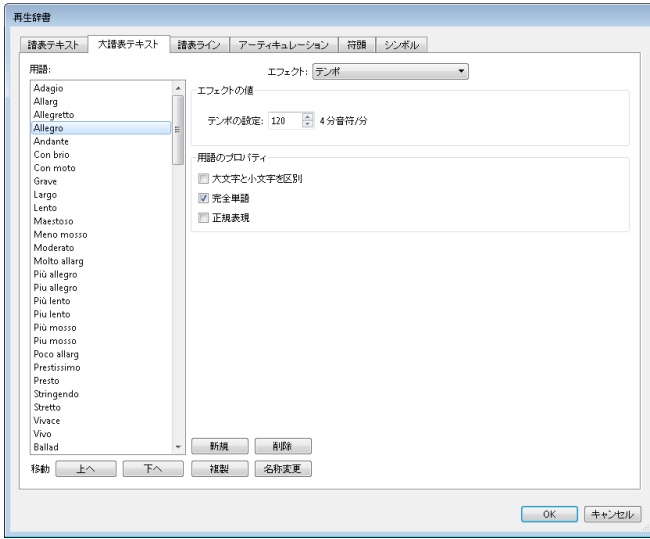 再生辞書
譜表テキスト 大譜表テキスト 譜表ライン アーティキュレーション 符頭 シンボル
用語:
エフェクト: テンポ
Adagio
Allarg
Allegretto
Allegro
Andante
Con brio
Con moto
Grave
Largo
Lento
Maestoso
Meno mosso
Moderato
Molto allarg
Più allegro
Piu allegro
Più lento
Piu lento
Più mosso
Piu mosso
Poco allarg
Prestissimo
Presto
Stringendo
Stretto
Vivace
Vivo
Ballad
エフェクトの値
テンポの設定: 120 4分音符/分
用語のプロパティ
大文字と小文字を区別
完全単語
正規表現
新規 削除
移動 上へ 下へ 複製 名称変更
OK キャンセル